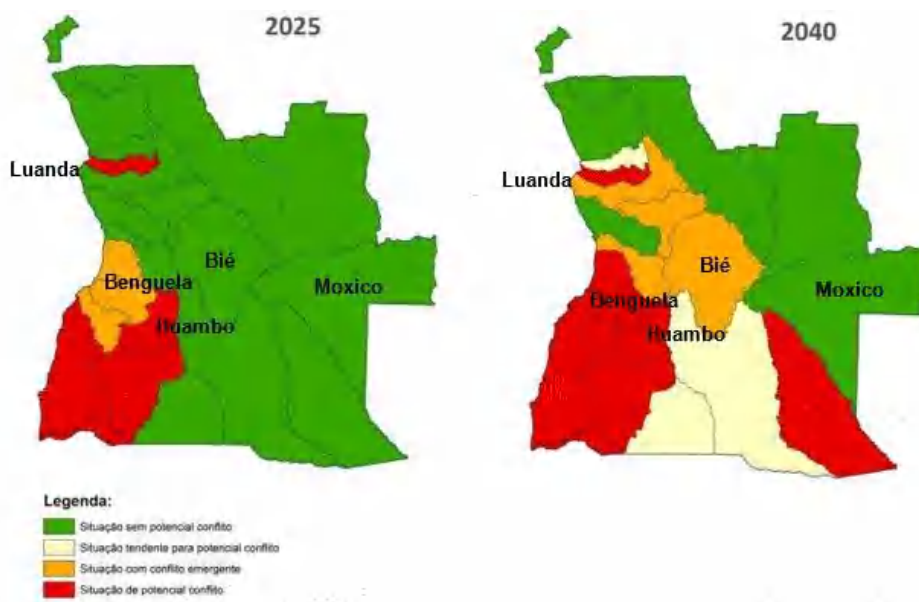 2025
2040
Luanda
Bié
Benguela
Moxico
Huambo
Luanda
Bié
Benguela
Moxico
Huambo
Legenda:
Situação sem potencial conflito
Situação tendente para potencial conflito
Situação com conflito emergente
Situação de potencial conflito